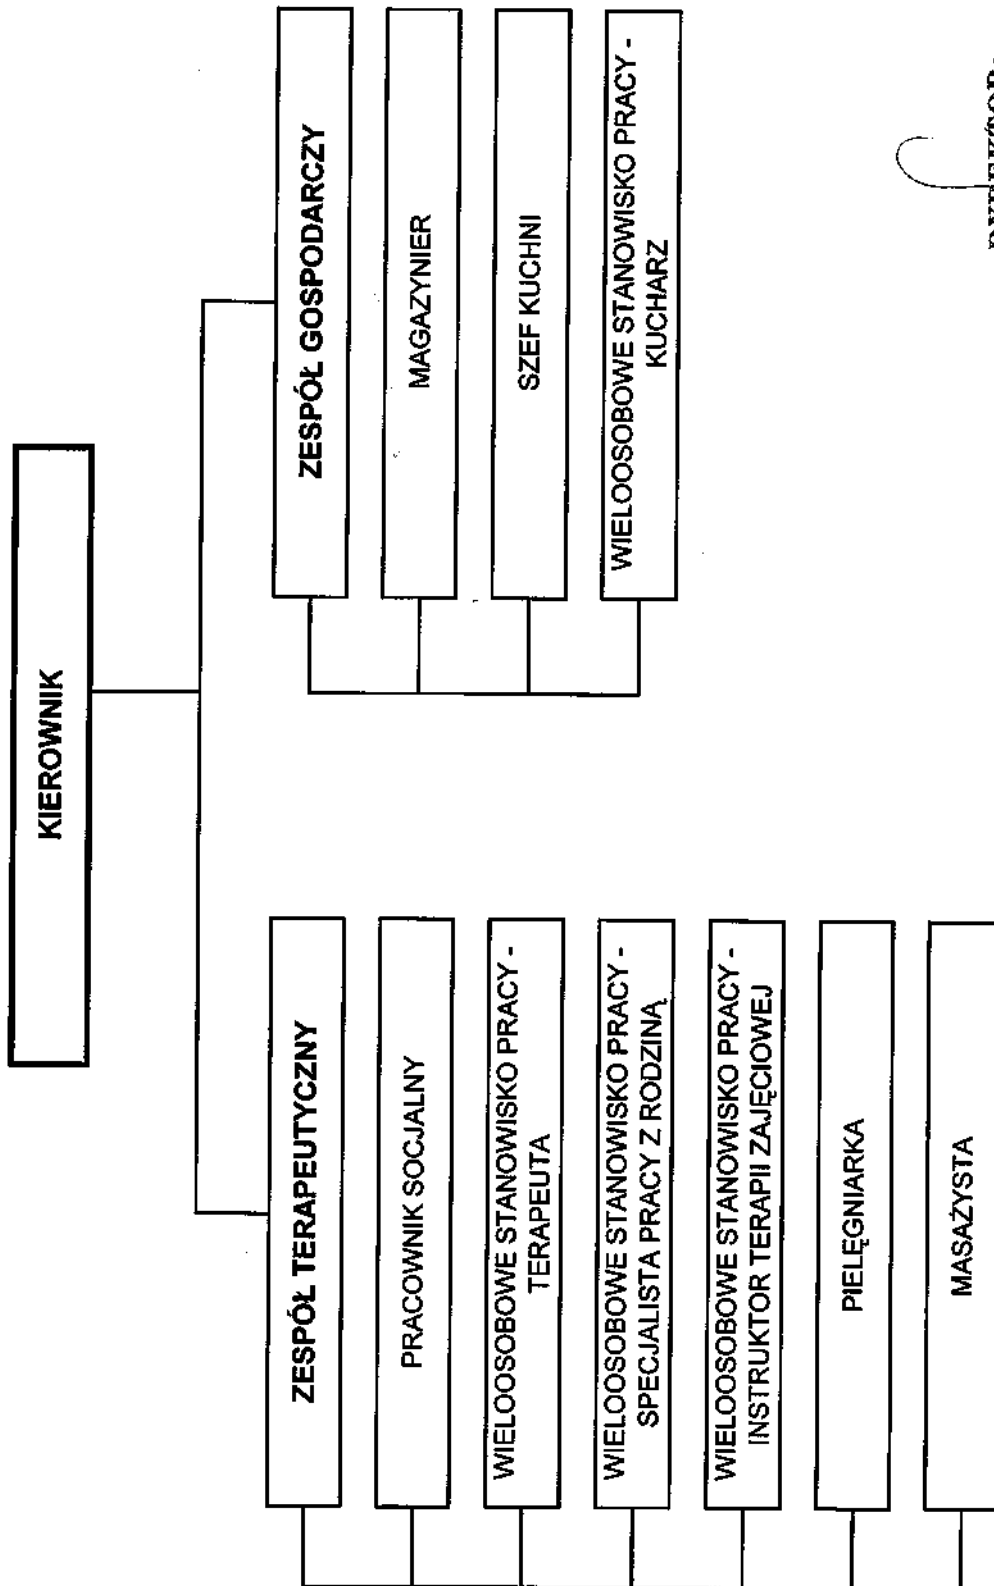 KIEROWNIK
ZESPÓŁ TERAPEUTYCZNY
PRACOWNIK SOCJALNY
WIELOOSOBOWE STANOWISKO PRACY -
TERAPEUTA
WIELOOSOBOWE STANOWISKO PRACY -
SPECJALISTA PRACY Z RODZINĄ
WIELOOSOBOWE STANOWISKO PRACY -
INSTRUKTOR TERAPII ZAJĘCIOWEJ
PIELĘGNIARKA
MASAŻYSTA
ZESPÓŁ GOSPODARCZY
MAGAZYNIER
SZEF KUCHNI
WIELOOSOBOWE STANOWISKO PRACY -
KUCHARZ